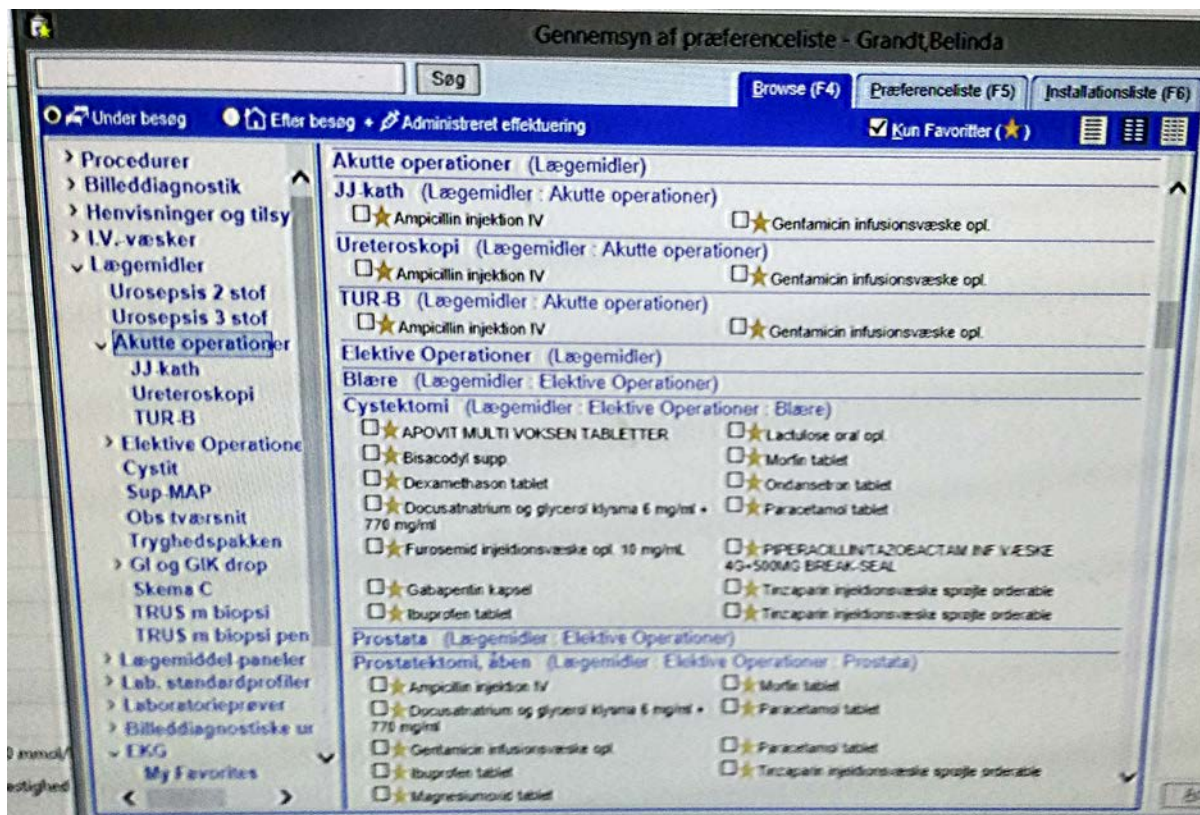 Gennemsyn af præferenceliste - Grandt,Belinda
Søg
Browse (F4)
Præferenceliste (F5)
Installationsliste (F6)
Under besøg
Efter besøg + Administreret effektuering
Kun Favoritter ( )
Procedurer
Billeddiagnostik
Henvisninger og tilsy
I.V.-væsker
Lægemidler
Urosepsis 2 stof
Urosepsis 3 stof
Akutte operationer
JJ-kath
Ureteroskopi
TUR-B
Elektive Operatione
Cystit
Sup-MAP
Obs tværsnit
Tryghedspakken
GI og GIK drop
Skema C
TRUS m biopsi
TRUS m biopsi pen
Lægemiddel-paneler
Lab. standardprofiler
Laboratorieprøver
Billeddiagnostiske ur
EKG
My Favorites
Akutte operationer (Lægemidler)
JJ-kath (Lægemidler : Akutte operationer)
Ampicillin injektion IV
Gentamicin infusionsvæske opl.
Ureteroskopi (Lægemidler : Akutte operationer)
Ampicillin injektion IV
Gentamicin infusionsvæske opl.
TUR-B (Lægemidler : Akutte operationer)
Ampicillin injektion IV
Gentamicin infusionsvæske opl.
Elektive Operationer (Lægemidler)
Blære (Lægemidler : Elektive Operationer)
Cystektomi (Lægemidler : Elektive Operationer : Blære)
APOVIT MULTI VOKSEN TABLETTER
Lactulose oral opl.
Bisacodyl supp
Morfin tablet
Dexamethason tablet
Ondansetron tablet
Docusatnatrium og glycerol klysma 6 mg/ml +
770 mg/ml
Paracetamol tablet
Furosemid injektionsvæske opl. 10 mg/mL
PIPERACILLIN/TAZOBACTAM INF VÆSKE
4G+500MG BREAK-SEAL
Gabapentin kapsel
Tinzaparin injektionsvæske sprøjte orderable
Ibuprofen tablet
Tinzaparin injektionsvæske sprøjte orderable
Prostata (Lægemidler : Elektive Operationer)
Prostatektomi, åben (Lægemidler : Elektive Operationer : Prostata)
Ampicillin injektion IV
Morfin tablet
Docusatnatrium og glycerol klysma 6 mg/ml +
770 mg/ml
Paracetamol tablet
Gentamicin infusionsvæske opl.
Paracetamol tablet
Ibuprofen tablet
Tinzaparin injektionsvæske sprøjte orderable
Magnesiumoxid tablet
0 mmol/
estighed